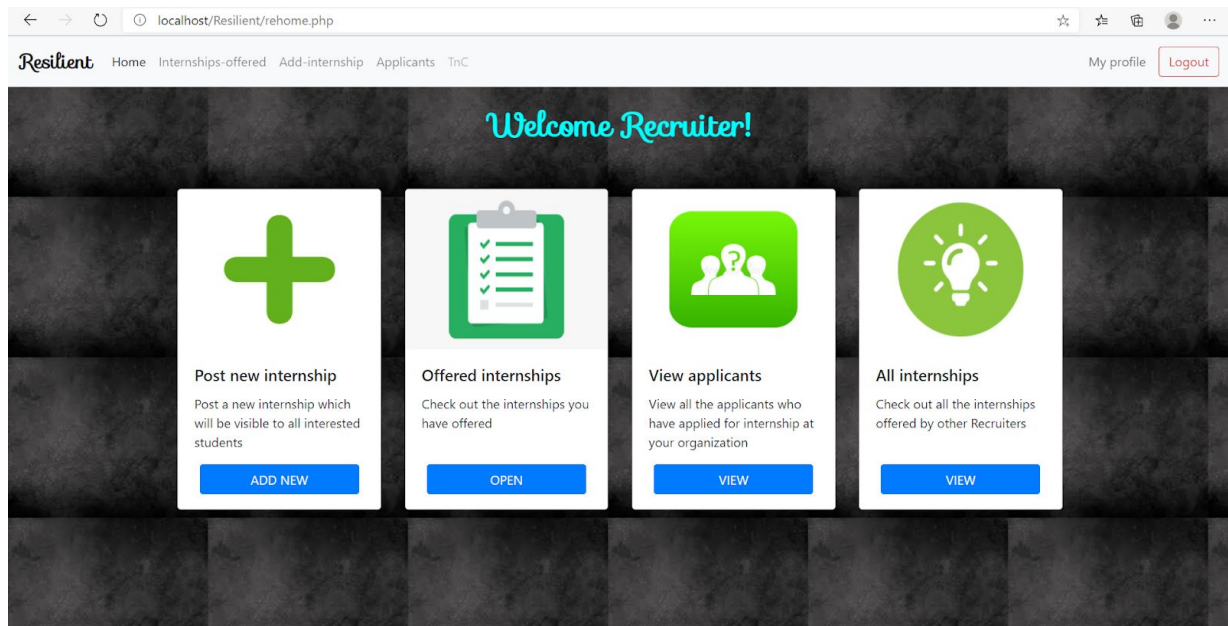 localhost/Resilient/rehome.php
Resilient Home Internships-offered Add-internship Applicants TnC My profile Logout
Welcome Recruiter!
Post new internship
Post a new internship which
will be visible to all interested
students
ADD NEW
Offered internships
Check out the internships you
have offered
OPEN
View applicants
View all the applicants who
have applied for internship at
your organization
VIEW
All internships
Check out all the internships
offered by other Recruiters
VIEW